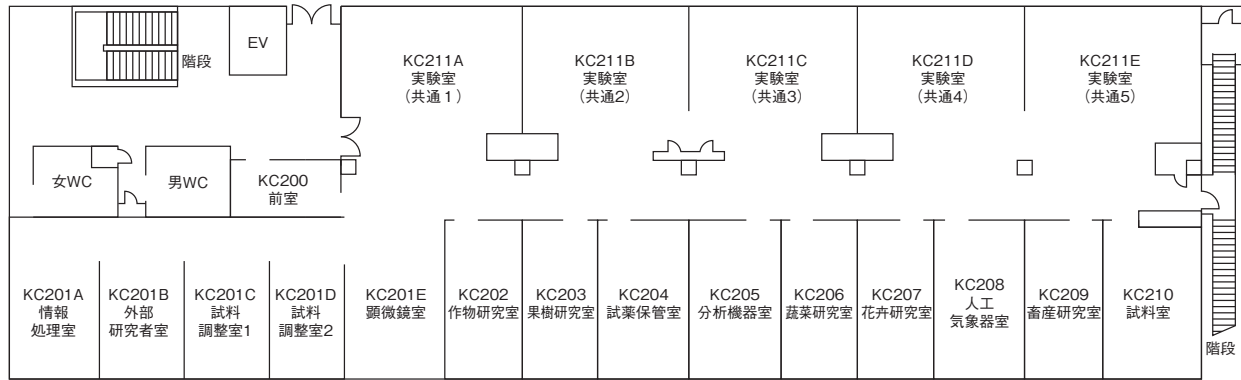 階段
EV
KC211A
実験室
（共通１）
KC211B
実験室
（共通2）
KC211C
実験室
（共通3）
KC211D
実験室
（共通4）
KC211E
実験室
（共通5）
女WC
男WC
KC200
前室
KC201A
情報
処理室
KC201B
外部
研究者室
KC201C
試料
調整室1
KC201D
試料
調整室2
KC201E
顕微鏡室
KC202
作物研究室
KC203
果樹研究室
KC204
試薬保管室
KC205
分析機器室
KC206
蔬菜研究室
KC207
花卉研究室
KC208
人工
気象器室
KC209
畜産研究室
KC210
試料室
階段